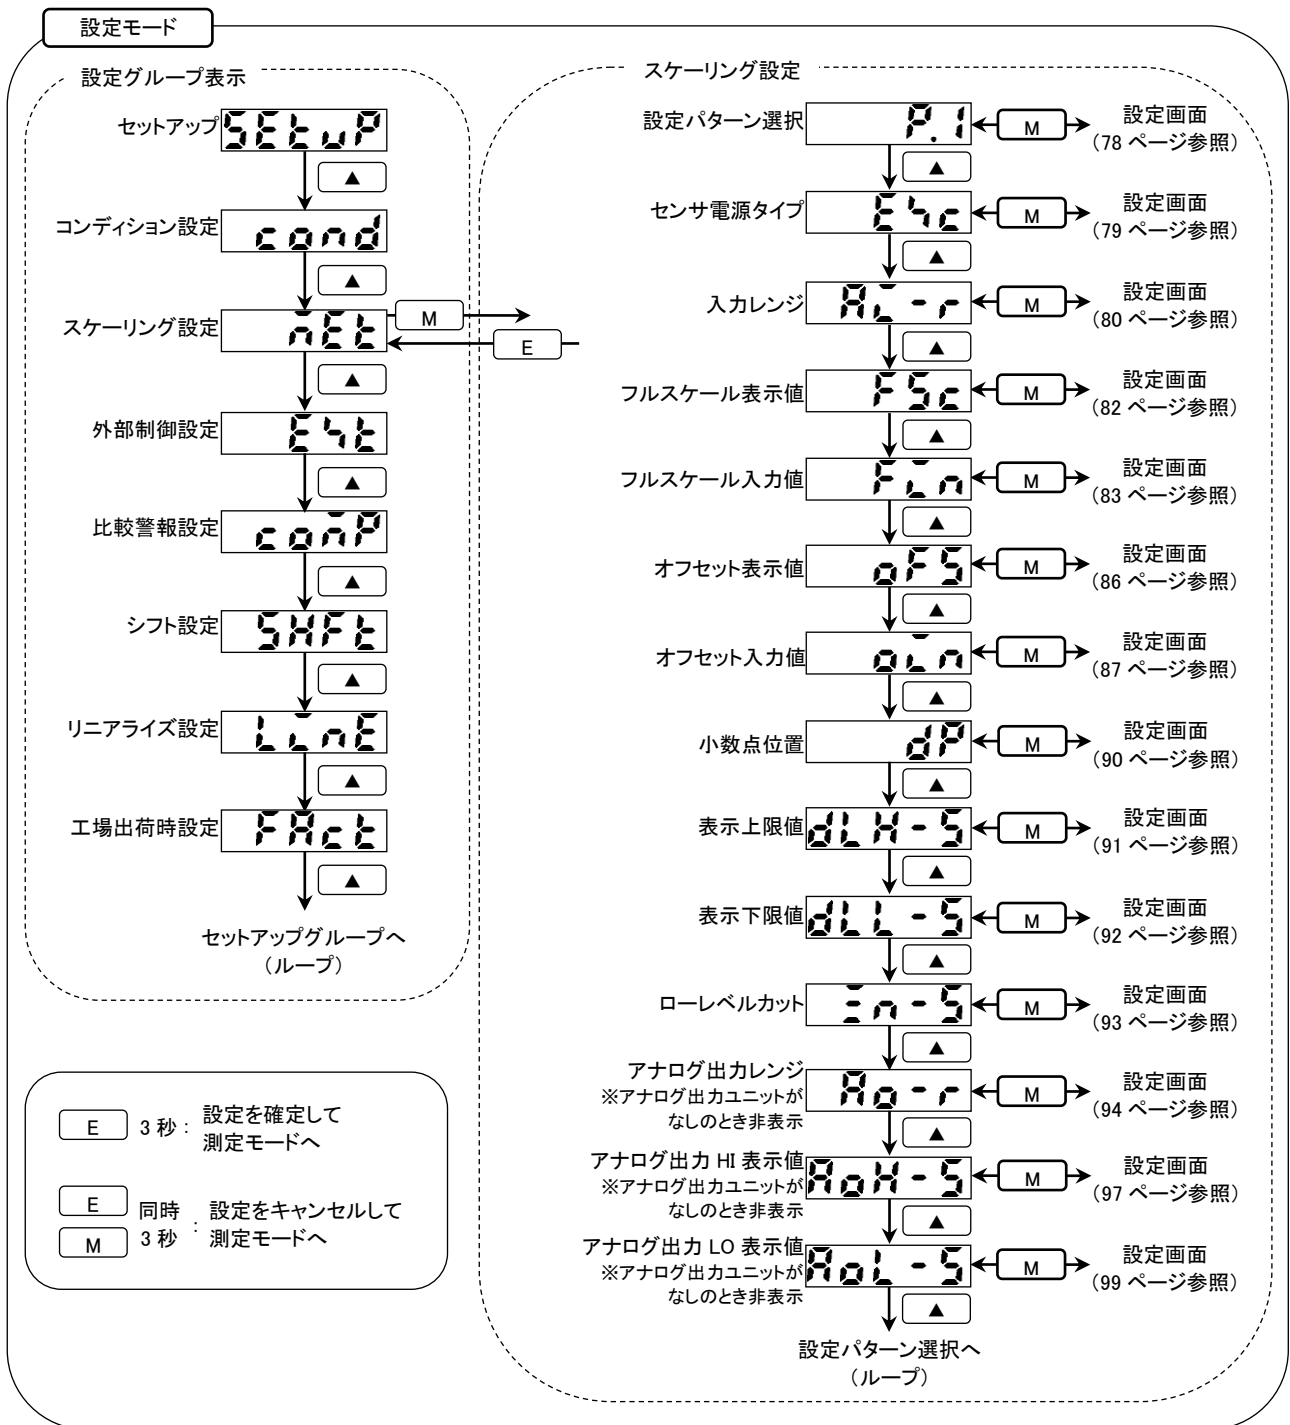 設定モード
設定グループ表示
セットアップ SEtuP
▲
コンディション設定 cond
▲
スケーリング設定 mEt
M
E
▲
外部制御設定 Ext
▲
比較警報設定 comP
▲
シフト設定 SHFt
▲
リニアライズ設定 LinE
▲
工場出荷時設定 FAct
▲
セットアップグループへ
(ループ)
E 3 秒 : 設定を確定して
測定モードへ
E 同時
M 3 秒 : 設定をキャンセルして
測定モードへ
スケーリング設定
設定パターン選択 P.1 M 設定画面
(78 ページ参照)
▲
センサ電源タイプ Exc M 設定画面
(79 ページ参照)
▲
入力レンジ Ai-r M 設定画面
(80 ページ参照)
▲
フルスケール表示値 FSc M 設定画面
(82 ページ参照)
▲
フルスケール入力値 Fin M 設定画面
(83 ページ参照)
▲
オフセット表示値 oFS M 設定画面
(86 ページ参照)
▲
オフセット入力値 oin M 設定画面
(87 ページ参照)
▲
小数点位置 dP M 設定画面
(90 ページ参照)
▲
表示上限値 dLH-S M 設定画面
(91 ページ参照)
▲
表示下限値 dLL-S M 設定画面
(92 ページ参照)
▲
ローレベルカット M 設定画面
(93 ページ参照)
▲
アナログ出力レンジ
※アナログ出力ユニットが
なしのとき非表示
Ao-r M 設定画面
(94 ページ参照)
▲
アナログ出力 HI 表示値
※アナログ出力ユニットが
なしのとき非表示
AoH-S M 設定画面
(97 ページ参照)
▲
アナログ出力 LO 表示値
※アナログ出力ユニットが
なしのとき非表示
AoL-S M 設定画面
(99 ページ参照)
▲
設定パターン選択へ
(ループ)